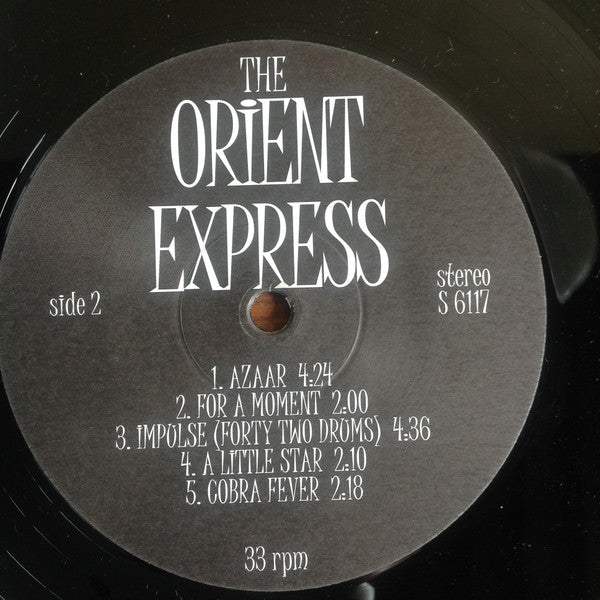 THE
ORiENT
EXPRESS
side 2
stereo
S 6117
1. AZAAR 4:24
2. FOR A MOMENT 2:00
3. iMPULSE (FORTY TWO DRUMS) 4:36
4. A LiTTLE STAR 2:10
5. COBRA FEVER 2:18
33 rpm